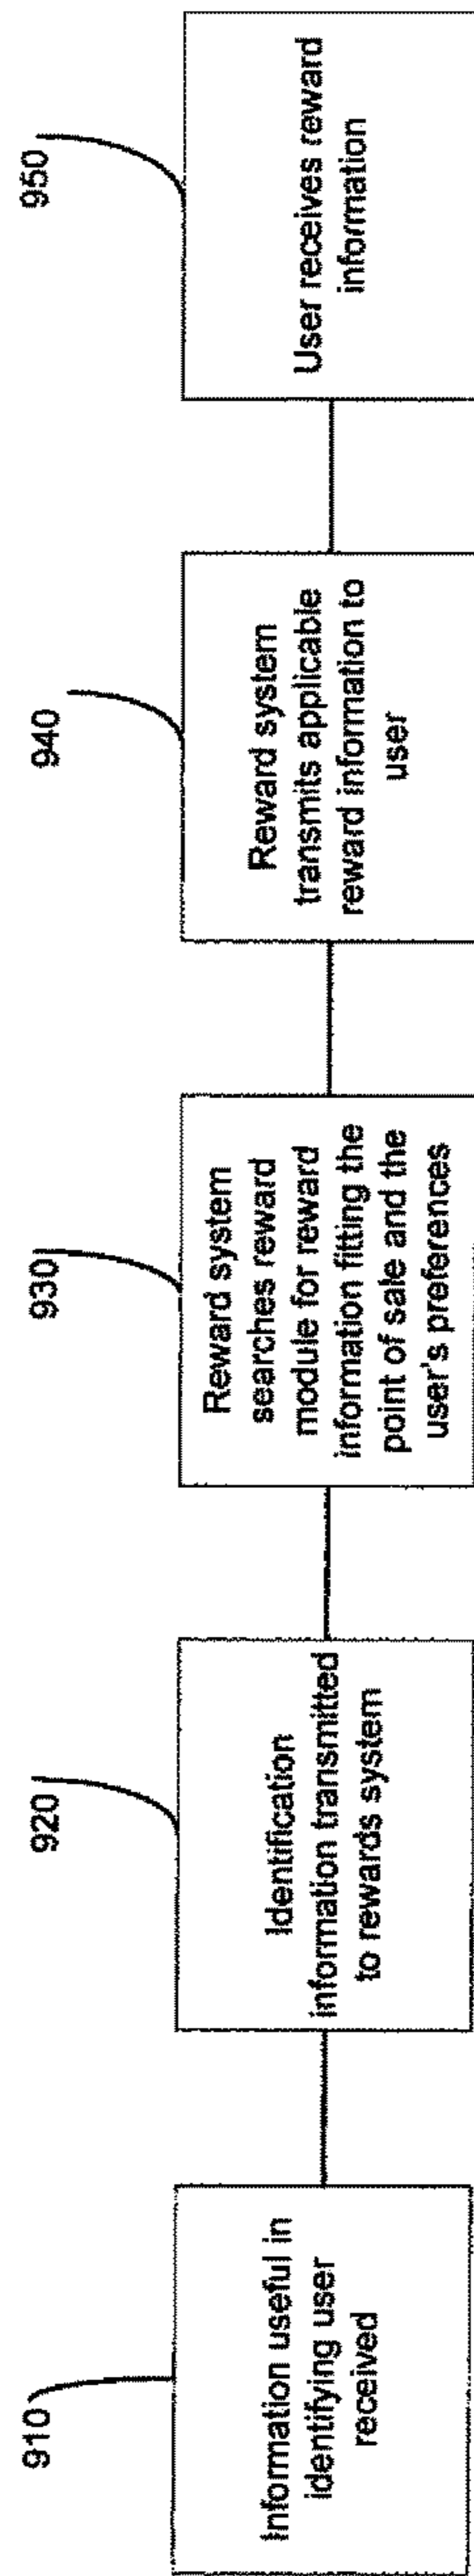 910
Information useful in
identifying user
received
920
Identification
information transmitted
to rewards system
930
Reward system
searches reward
module for reward
information fitting the
point of sale and the
user's preferences
940
Reward system
transmits applicable
reward information to
user
950
User receives reward
information